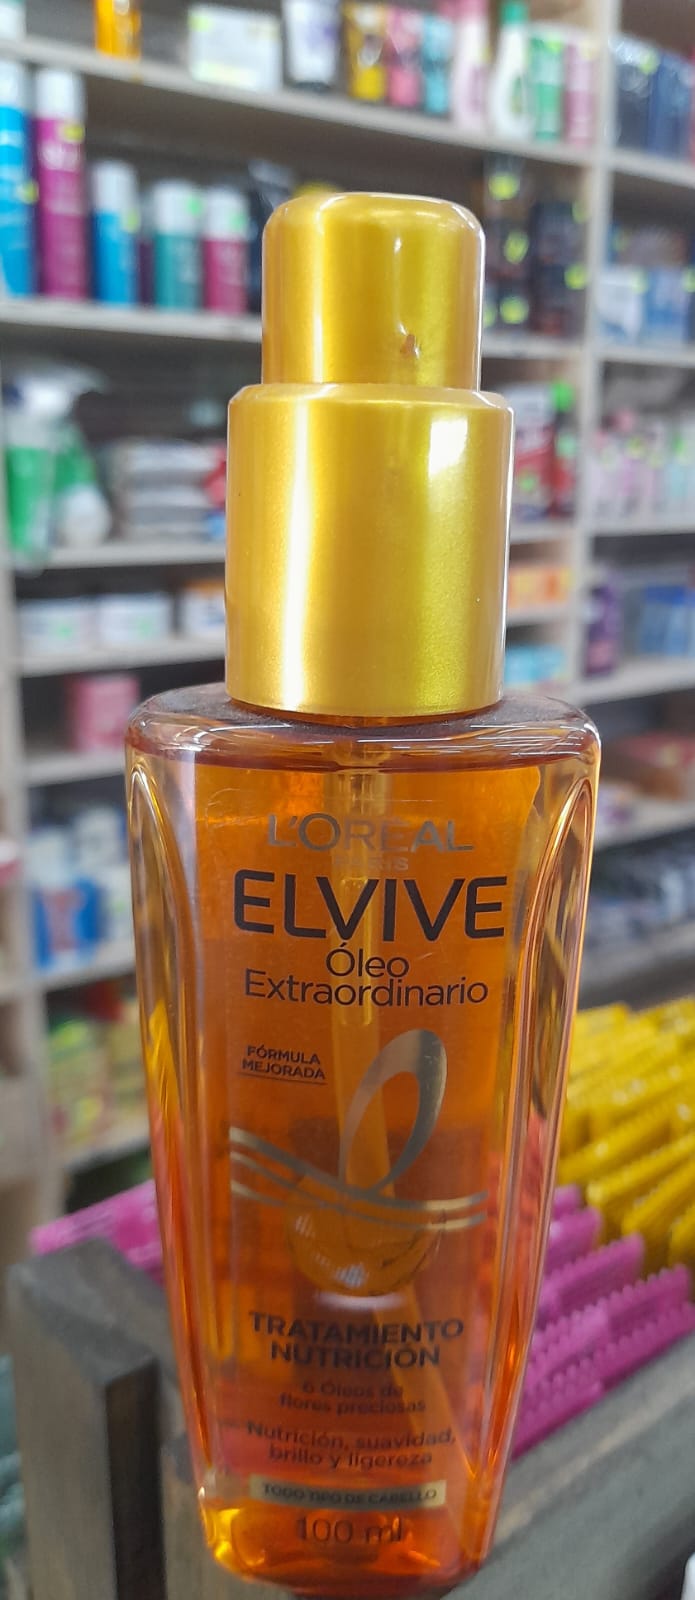 L'ORÉAL
PARIS
ELVIVE
Óleo
Extraordinario
FÓRMULA
MEJORADA
TRATAMIENTO
NUTRICIÓN
6 Óleos de
flores preciosas
Nutrición, suavidad,
brillo y ligereza
TODO TIPO DE CABELLO
100 ml